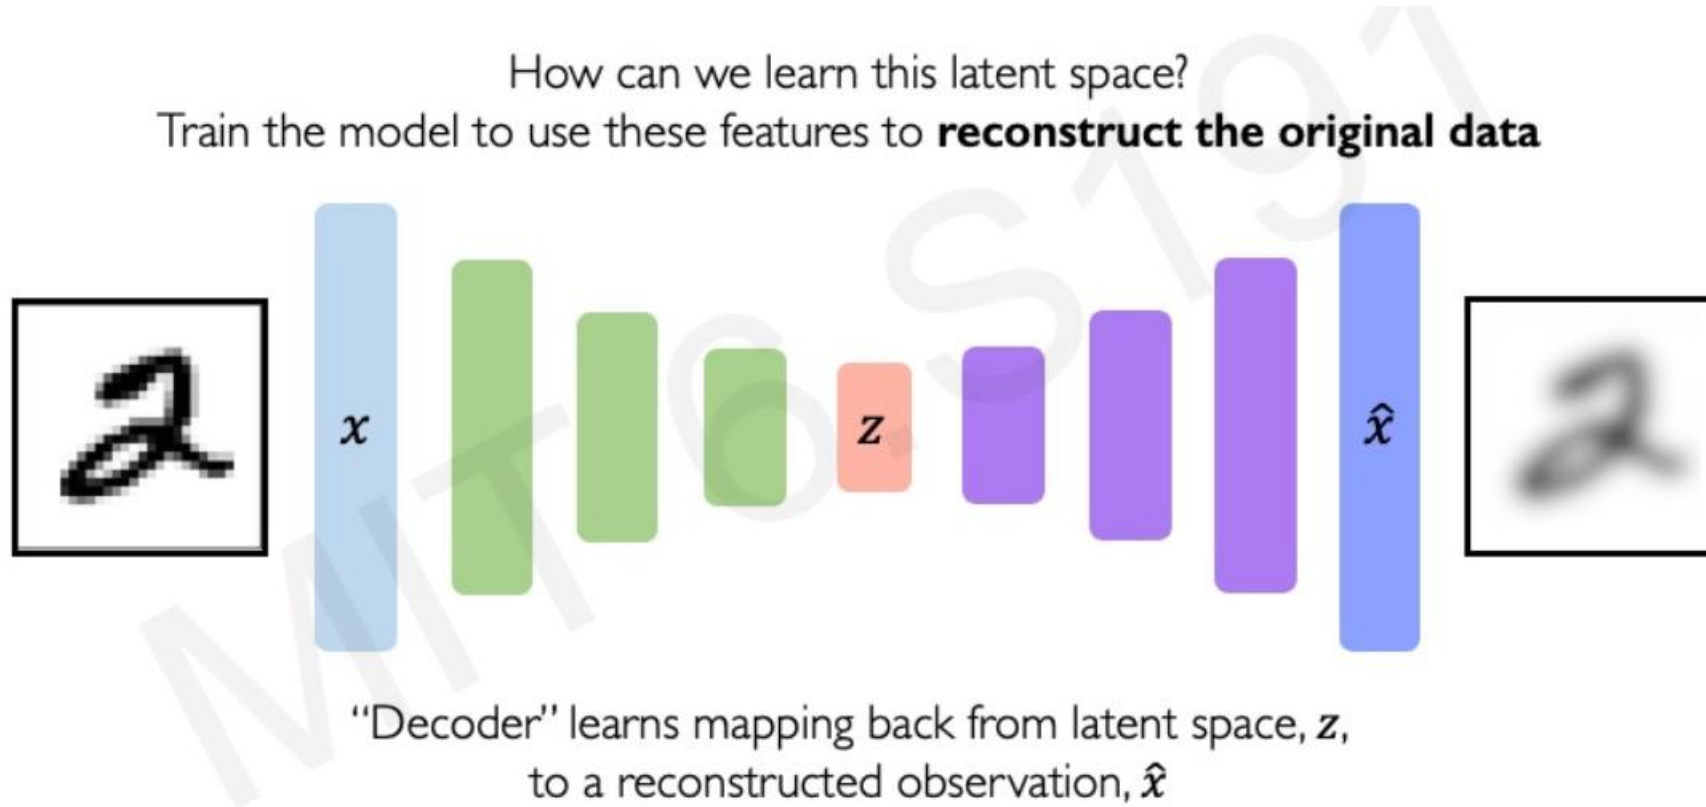 How can we learn this latent space?
Train the model to use these features to reconstruct the original data
x
z
x̂
“Decoder” learns mapping back from latent space, z,
to a reconstructed observation, x̂
MIT 6.S191